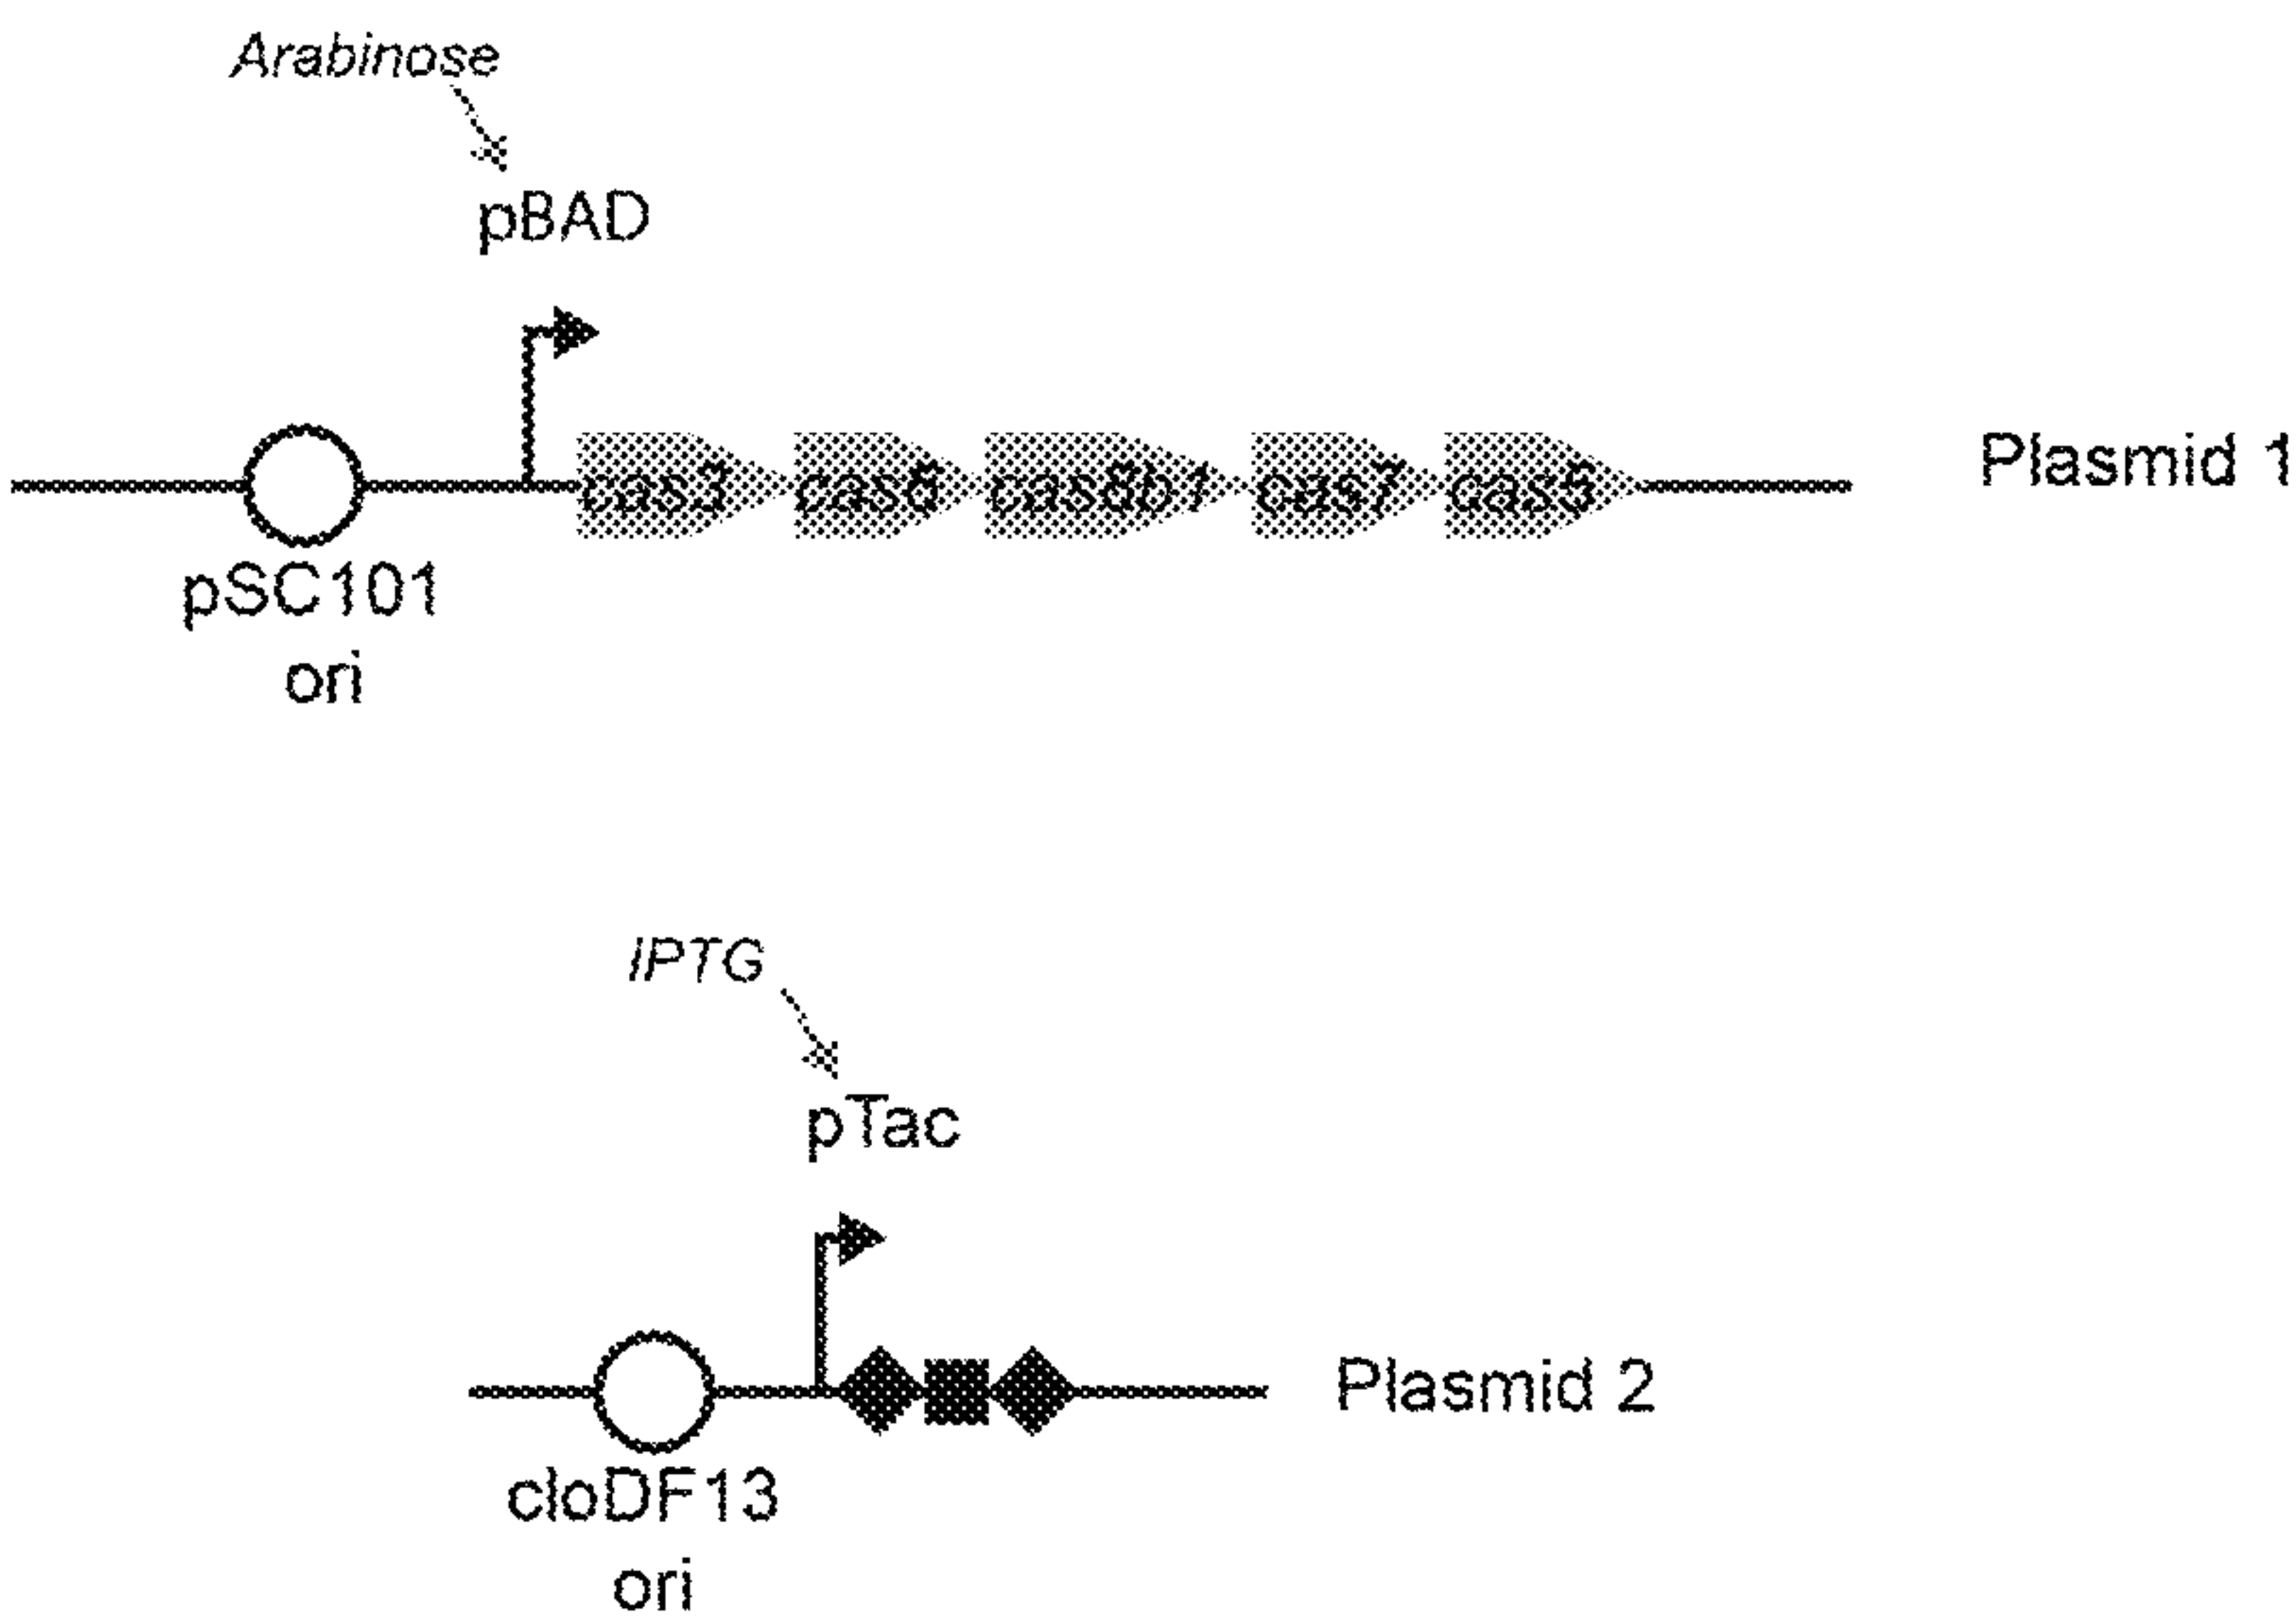 Arabinose
pBAD
cas3 cas6 cas8b1 cas7 cas5
Plasmid 1
pSC101
ori
IPTG
pTac
Plasmid 2
cloDF13
ori